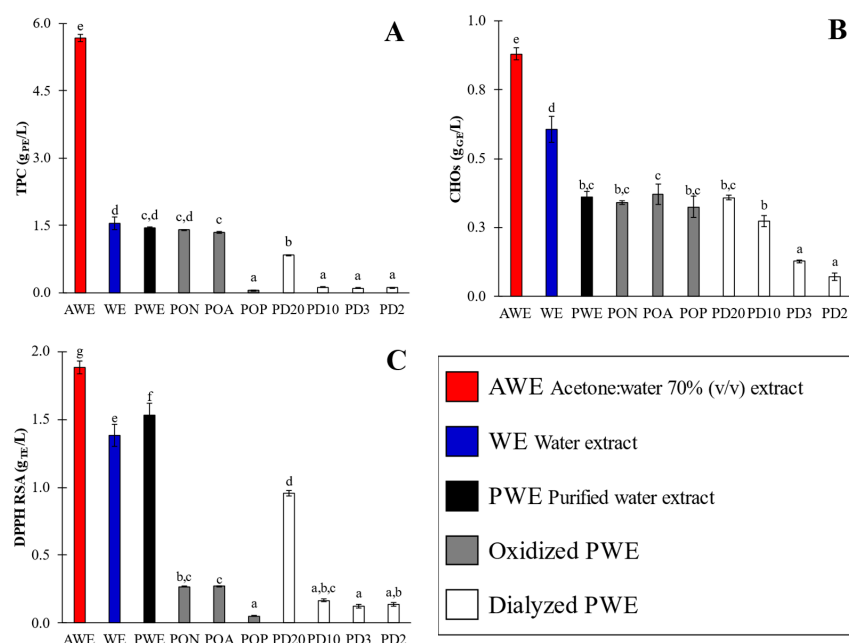 A
6.0
4.5
3.0
1.5
0.0
TPC (gPE/L)
e
d
c,d
c,d
c
a
b
a
a
a
AWE WE PWE PON POA POP PD20 PD10 PD3 PD2
B
1.0
0.8
0.5
0.3
0.0
CHOs (gGE/L)
e
d
b,c
b,c
c
b,c
b,c
b
a
a
AWE WE PWE PON POA POP PD20 PD10 PD3 PD2
C
2.0
1.5
1.0
0.5
0.0
DPPH RSA (gTE/L)
g
e
f
b,c
c
a
d
a,b,c
a
a,b
AWE WE PWE PON POA POP PD20 PD10 PD3 PD2
AWE Acetone:water 70% (v/v) extract
WE Water extract
PWE Purified water extract
Oxidized PWE
Dialyzed PWE